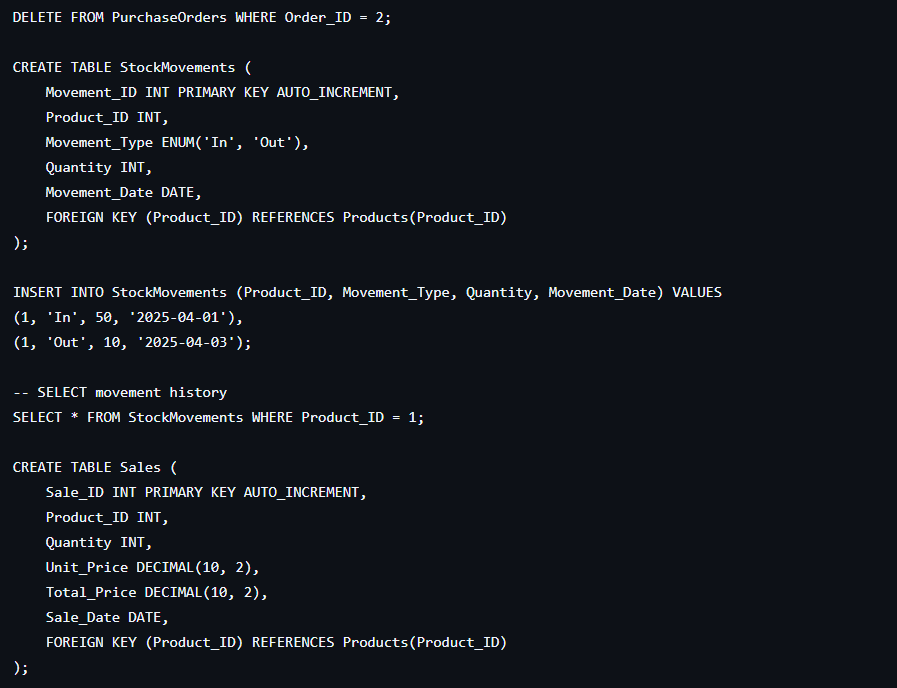 DELETE FROM PurchaseOrders WHERE Order_ID = 2;
CREATE TABLE StockMovements (
    Movement_ID INT PRIMARY KEY AUTO_INCREMENT,
    Product_ID INT,
    Movement_Type ENUM('In', 'Out'),
    Quantity INT,
    Movement_Date DATE,
    FOREIGN KEY (Product_ID) REFERENCES Products(Product_ID)
);
INSERT INTO StockMovements (Product_ID, Movement_Type, Quantity, Movement_Date) VALUES
(1, 'In', 50, '2025-04-01'),
(1, 'Out', 10, '2025-04-03');
-- SELECT movement history
SELECT * FROM StockMovements WHERE Product_ID = 1;
CREATE TABLE Sales (
    Sale_ID INT PRIMARY KEY AUTO_INCREMENT,
    Product_ID INT,
    Quantity INT,
    Unit_Price DECIMAL(10, 2),
    Total_Price DECIMAL(10, 2),
    Sale_Date DATE,
    FOREIGN KEY (Product_ID) REFERENCES Products(Product_ID)
);